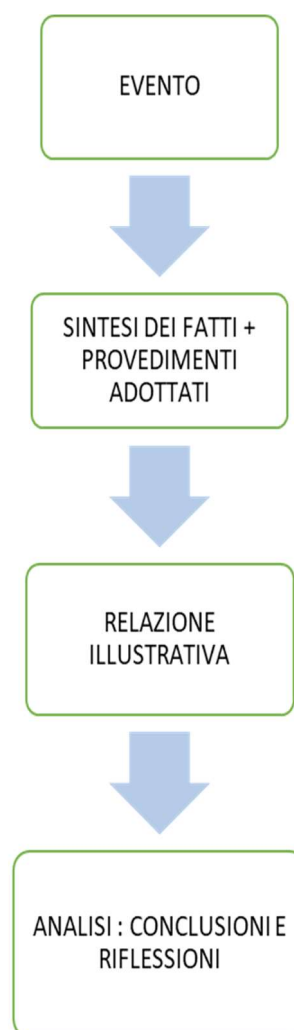 EVENTO
SINTESI DEI FATTI +
PROVEDIMENTI
ADOTTATI
RELAZIONE
ILLUSTRATIVA
ANALISI : CONCLUSIONI E
RIFLESSIONI